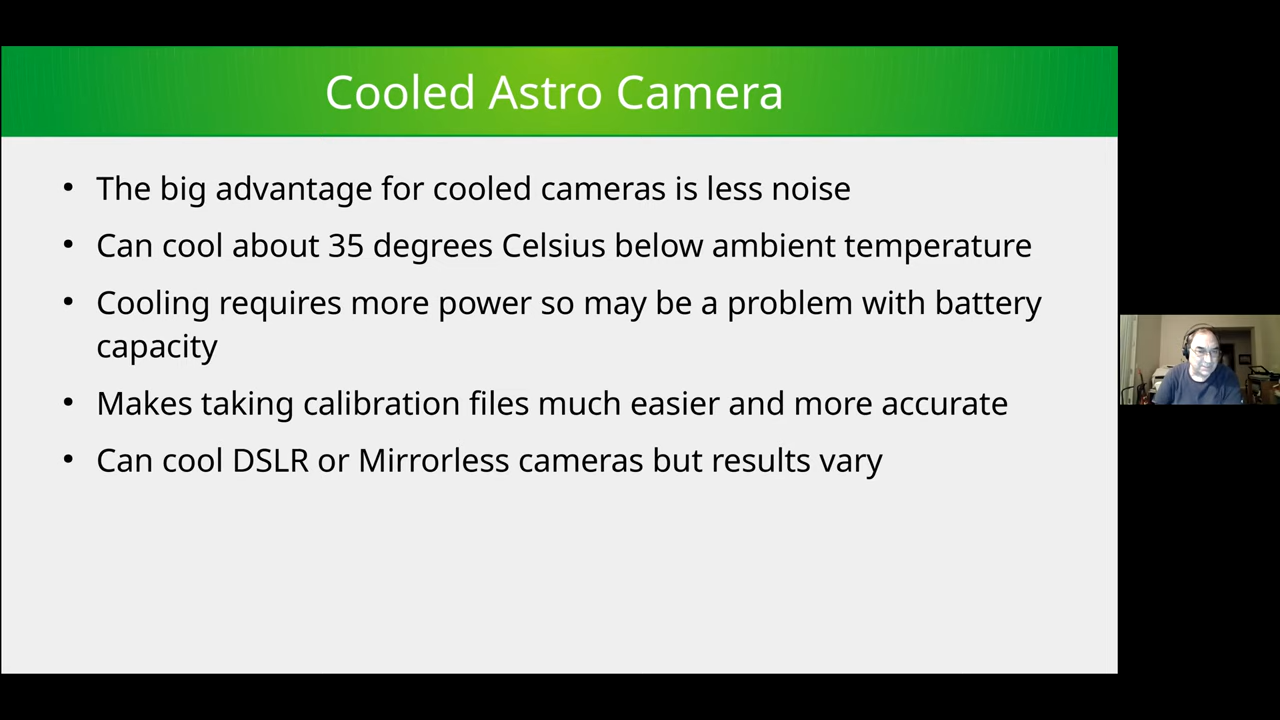 Cooled Astro Camera
• The big advantage for cooled cameras is less noise
• Can cool about 35 degrees Celsius below ambient temperature
• Cooling requires more power so may be a problem with battery
capacity
• Makes taking calibration files much easier and more accurate
• Can cool DSLR or Mirrorless cameras but results vary